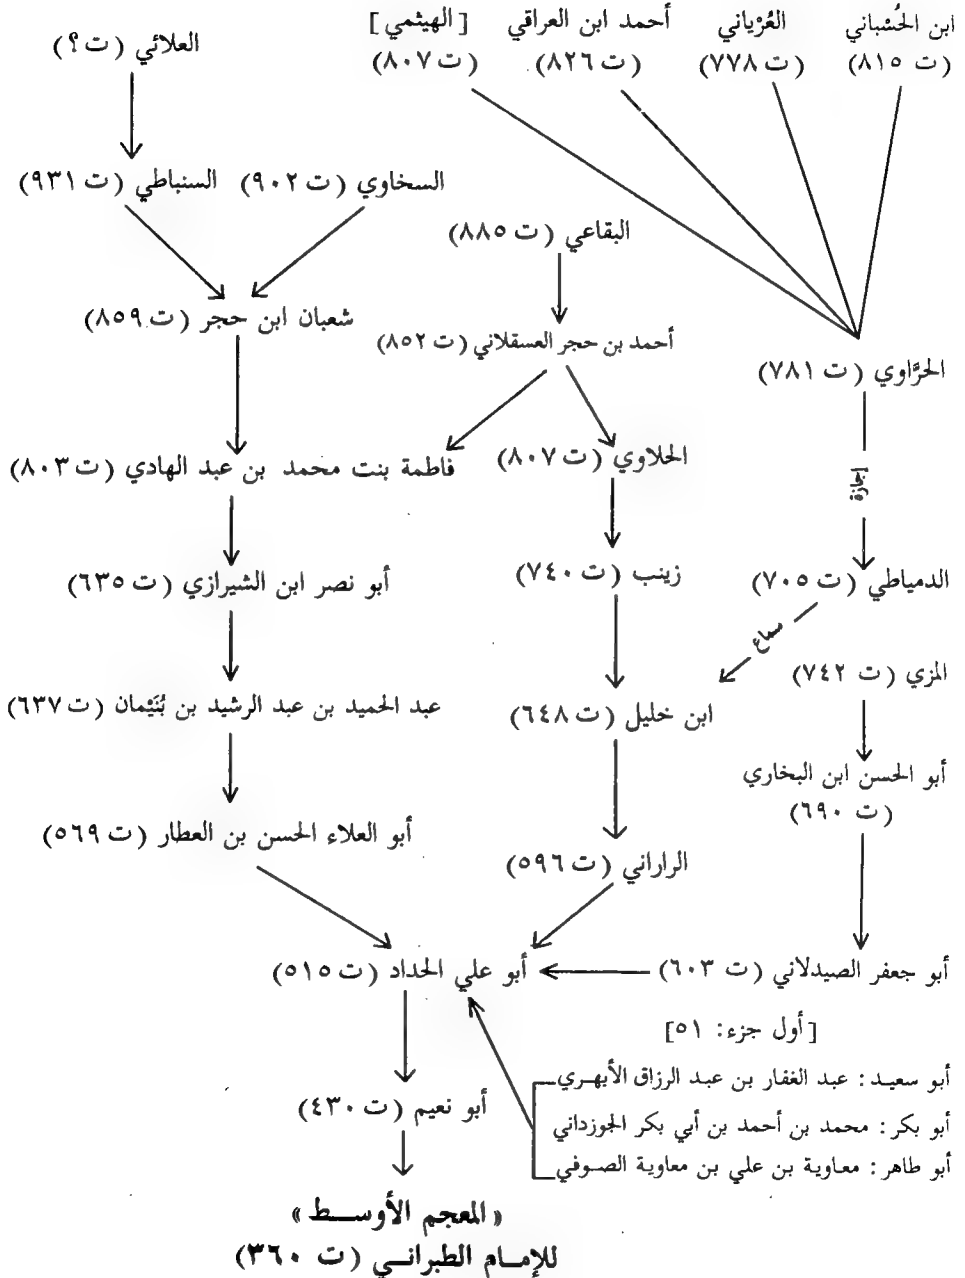 ابن الحُسْباني
(ت ٨١٥)
العُرْياني
(ت ٧٧٨)
أحمد ابن العراقي
(ت ٨٢٦)
[الهيثمي]
(ت ٨٠٧)
العلائي (ت ؟)
السخاوي (ت ٩٠٢)
السنباطي (ت ٩٣١)
البقاعي (ت ٨٨٥)
شعبان ابن حجر (ت ٨٥٩)
أحمد بن حجر العسقلاني (ت ٨٥٢)
الحرَّاوي (ت ٧٨١)
إجازة
الحلاوي (ت ٨٠٧)
فاطمة بنت محمد بن عبد الهادي (ت ٨٠٣)
الدمياطي (ت ٧٠٥)
سماع
زينب (ت ٧٤٠)
أبو نصر ابن الشيرازي (ت ٦٣٥)
المزي (ت ٧٤٢)
ابن خليل (ت ٦٤٨)
عبد الحميد بن عبد الرشيد بن بُنَيْمان (ت ٦٣٧)
أبو الحسن ابن البخاري
(ت ٦٩٠)
أبو العلاء الحسن بن العطار (ت ٥٦٩)
الراراني (ت ٥٩٦)
أبو جعفر الصيدلاني (ت ٦٠٣)
أبو علي الحداد (ت ٥١٥)
[أول جزء: ٥١]
أبو سعيد: عبد الغفار بن عبد الرزاق الأبهري
أبو بكر: محمد بن أحمد بن أبي بكر الجوزداني
أبو طاهر: معاوية بن علي بن معاوية الصوفي
أبو نعيم (ت ٤٣٠)
«المعجم الأوسط»
للإمام الطبراني (ت ٣٦٠)